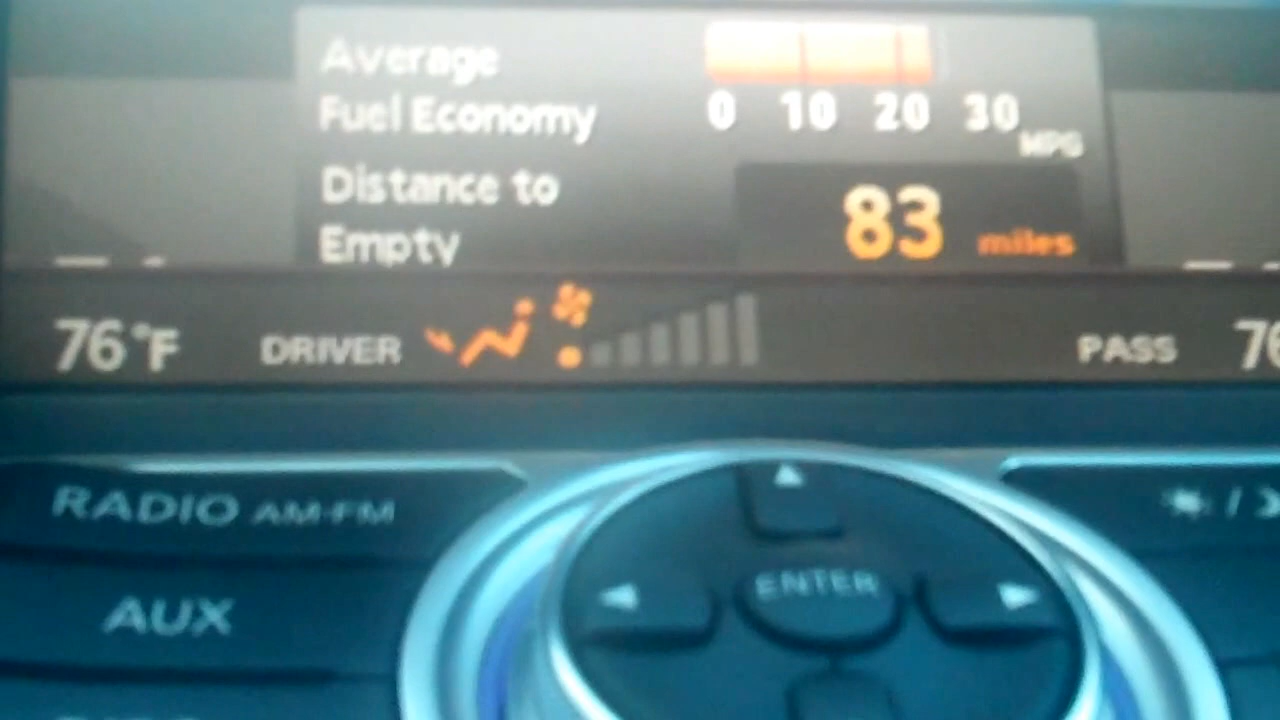 Average
Fuel Economy
0 10 20 30
MPG
Distance to
Empty
83 miles
76°F DRIVER PASS 76
RADIO AM·FM
AUX
ENTER